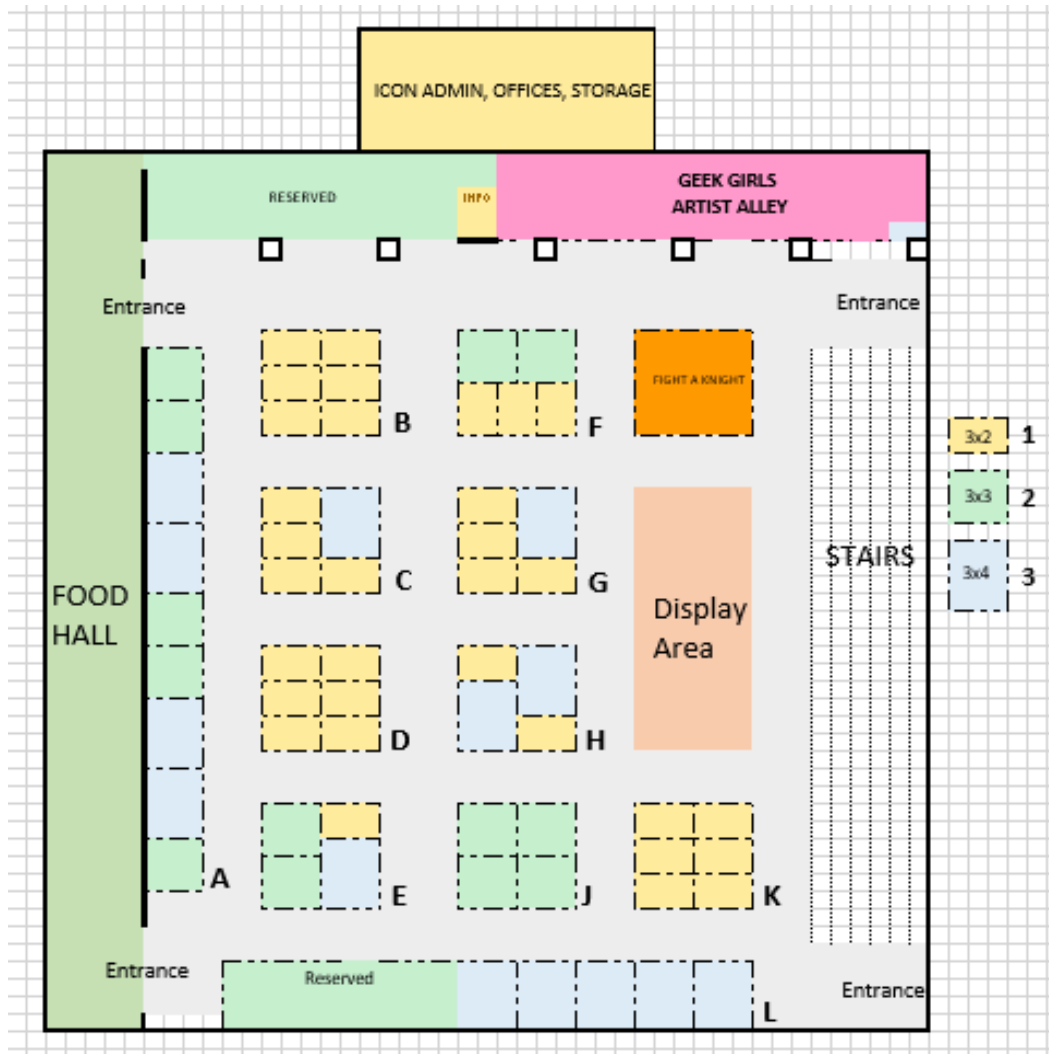 ICON ADMIN, OFFICES, STORAGE
RESERVED
INFO
GEEK GIRLS
ARTIST ALLEY
Entrance
Entrance
FIGHT A KNIGHT
B
F
3x2
1
3x3
2
3x4
3
STAIRS
C
G
FOOD
HALL
Display
Area
D
H
A
E
J
K
Entrance
Reserved
Entrance
L